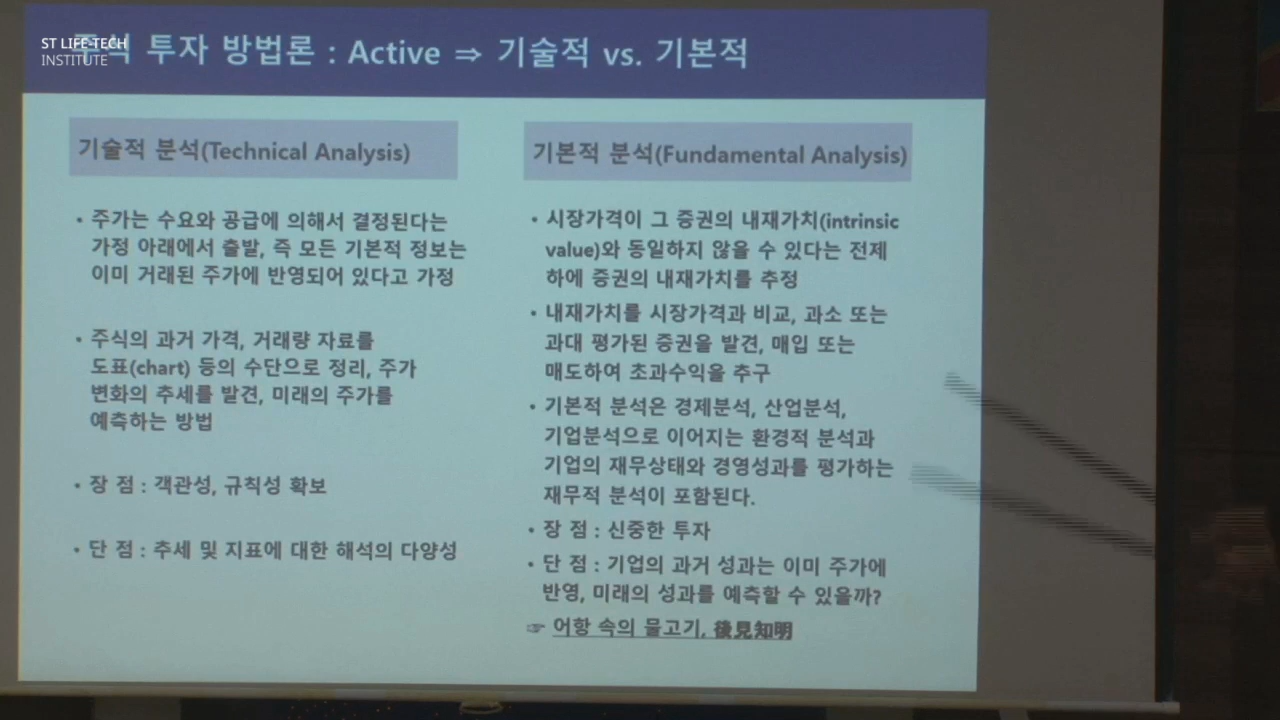 ST LIFE-TECH
INSTITUTE
주식 투자 방법론 : Active ⇒ 기술적 vs. 기본적
기술적 분석(Technical Analysis)
• 주가는 수요와 공급에 의해서 결정된다는
가정 아래에서 출발, 즉 모든 기본적 정보는
이미 거래된 주가에 반영되어 있다고 가정
• 주식의 과거 가격, 거래량 자료를
도표(chart) 등의 수단으로 정리, 주가
변화의 추세를 발견, 미래의 주가를
예측하는 방법
• 장 점 : 객관성, 규칙성 확보
• 단 점 : 추세 및 지표에 대한 해석의 다양성
기본적 분석(Fundamental Analysis)
• 시장가격이 그 증권의 내재가치(intrinsic
value)와 동일하지 않을 수 있다는 전제
하에 증권의 내재가치를 추정
• 내재가치를 시장가격과 비교, 과소 또는
과대 평가된 증권을 발견, 매입 또는
매도하여 초과수익을 추구
• 기본적 분석은 경제분석, 산업분석,
기업분석으로 이어지는 환경적 분석과
기업의 재무상태와 경영성과를 평가하는
재무적 분석이 포함된다.
• 장 점 : 신중한 투자
• 단 점 : 기업의 과거 성과는 이미 주가에
반영, 미래의 성과를 예측할 수 있을까?
☞ 어항 속의 물고기, 後見知明